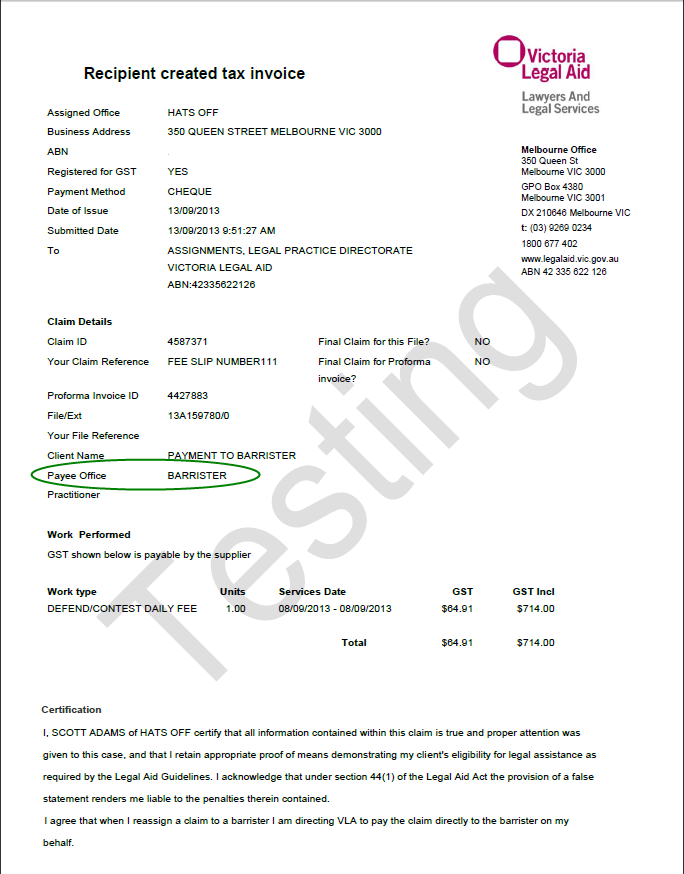 Victoria
Legal Aid
Lawyers And
Legal Services
Recipient created tax invoice
Assigned Office HATS OFF
Business Address 350 QUEEN STREET MELBOURNE VIC 3000
ABN
Registered for GST YES
Payment Method CHEQUE
Date of Issue 13/09/2013
Submitted Date 13/09/2013 9:51:27 AM
To ASSIGNMENTS, LEGAL PRACTICE DIRECTORATE
VICTORIA LEGAL AID
ABN:42335622126
Melbourne Office
350 Queen St
Melbourne VIC 3000
GPO Box 4380
Melbourne VIC 3001
DX 210646 Melbourne VIC
t: (03) 9269 0234
1800 677 402
www.legalaid.vic.gov.au
ABN 42 335 622 126
Claim Details
Claim ID 4587371 Final Claim for this File? NO
Your Claim Reference FEE SLIP NUMBER111 Final Claim for Proforma NO
invoice?
Proforma Invoice ID 4427883
File/Ext 13A159780/0
Your File Reference
Client Name PAYMENT TO BARRISTER
Payee Office BARRISTER
Practitioner
Work Performed
GST shown below is payable by the supplier
Work type Units Services Date GST GST Incl
DEFEND/CONTEST DAILY FEE 1.00 08/09/2013 - 08/09/2013 $64.91 $714.00
Total $64.91 $714.00
Testing
Certification
I, SCOTT ADAMS of HATS OFF certify that all information contained within this claim is true and proper attention was
given to this case, and that I retain appropriate proof of means demonstrating my client's eligibility for legal assistance as
required by the Legal Aid Guidelines. I acknowledge that under section 44(1) of the Legal Aid Act the provision of a false
statement renders me liable to the penalties therein contained.
I agree that when I reassign a claim to a barrister I am directing VLA to pay the claim directly to the barrister on my
behalf.